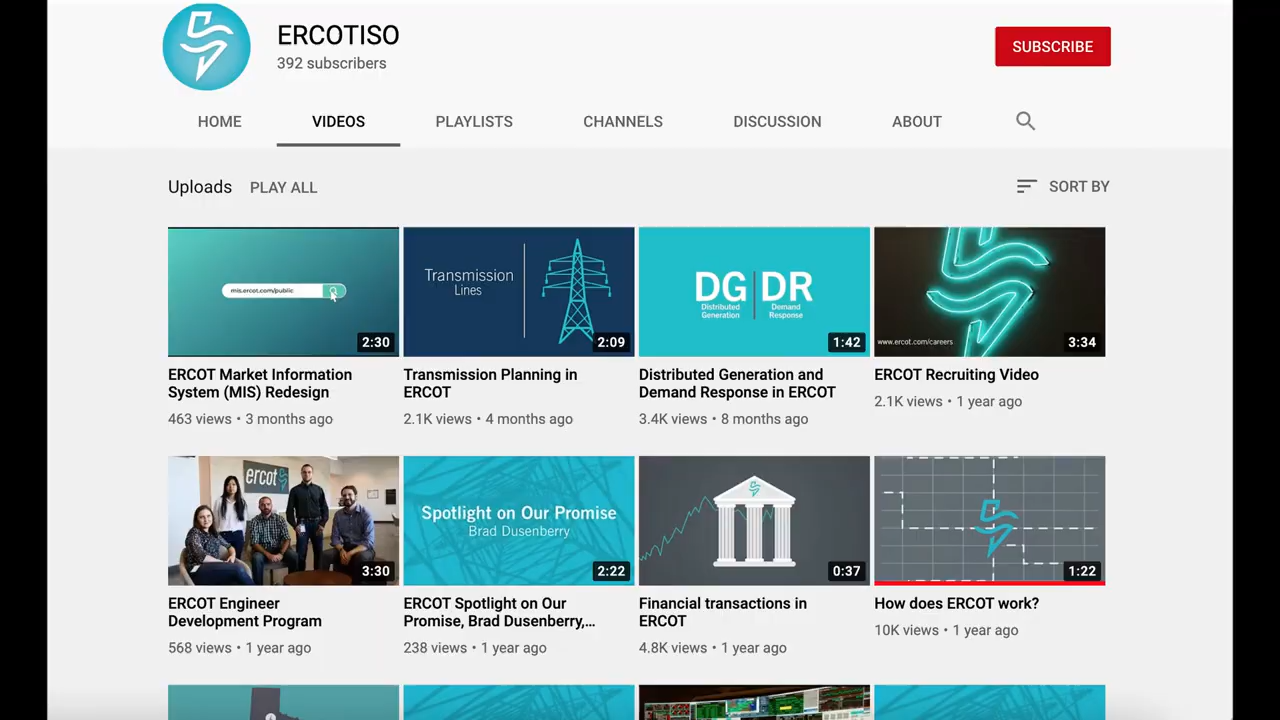 ERCOTISO
392 subscribers
SUBSCRIBE
HOME
VIDEOS
PLAYLISTS
CHANNELS
DISCUSSION
ABOUT
Uploads
PLAY ALL
SORT BY
mis.ercot.com/public
2:30
Transmission
Lines
2:09
DG DR
Distributed Generation
Demand Response
1:42
www.ercot.com/careers
3:34
ERCOT Market Information
System (MIS) Redesign
463 views • 3 months ago
Transmission Planning in
ERCOT
2.1K views • 4 months ago
Distributed Generation and
Demand Response in ERCOT
3.4K views • 8 months ago
ERCOT Recruiting Video
2.1K views • 1 year ago
ercot
3:30
Spotlight on Our Promise
Brad Dusenberry
2:22
0:37
1:22
ERCOT Engineer
Development Program
568 views • 1 year ago
ERCOT Spotlight on Our
Promise, Brad Dusenberry,...
238 views • 1 year ago
Financial transactions in
ERCOT
4.8K views • 1 year ago
How does ERCOT work?
10K views • 1 year ago